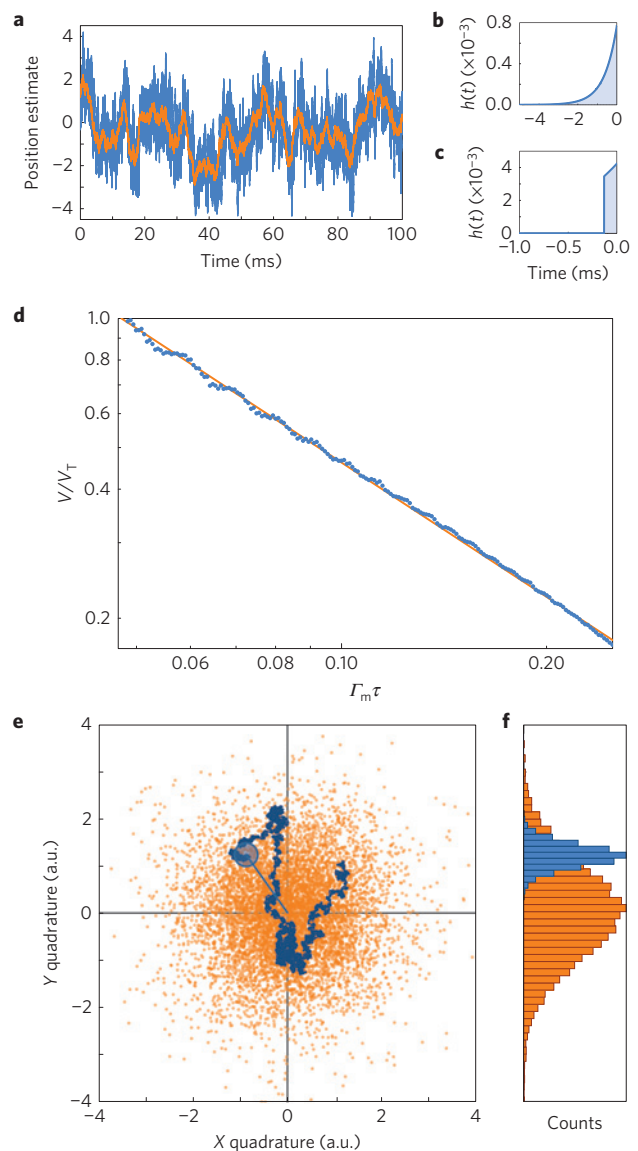 a
Position estimate
4
2
0
−2
−4
0 20 40 60 80 100
Time (ms)
b
h(t) (×10⁻³)
0.8
0.4
0.0
−4 −2 0
c
h(t) (×10⁻³)
4
2
0
−1.0 −0.5 0.0
Time (ms)
d
V/V_T
1.0
0.8
0.6
0.4
0.2
0.06 0.08 0.10 0.20
Γₘτ
e
Y quadrature (a.u.)
4
2
0
−2
−4
−4 −2 0 2 4
X quadrature (a.u.)
f
Counts